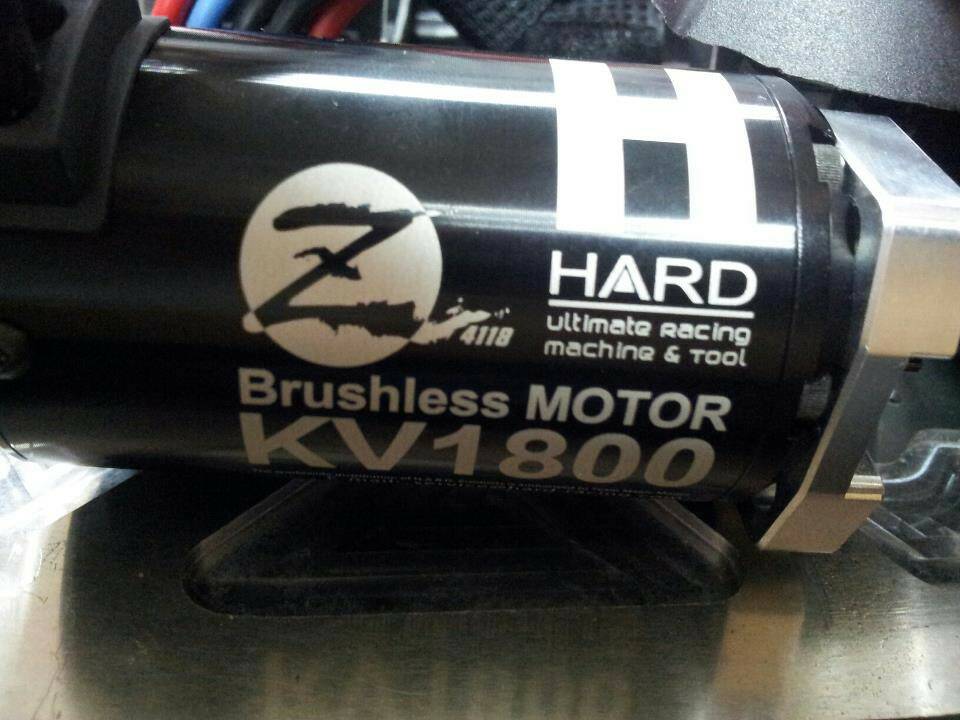 H
HARD
Ultimate Racing
machine & Tool
Z
4118
Brushless MOTOR
KV1800